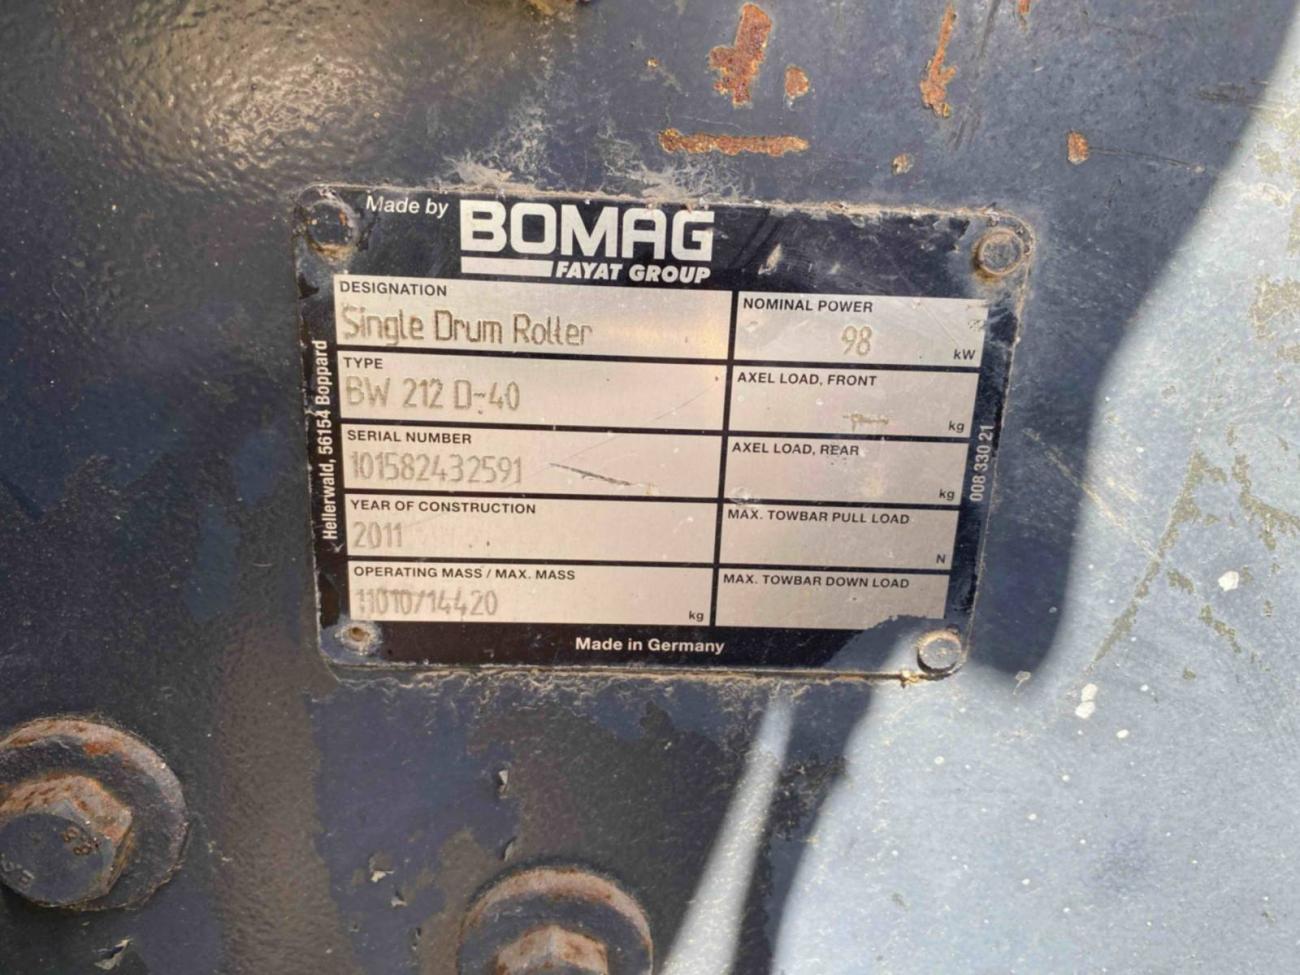 Made by BOMAG
FAYAT GROUP
DESIGNATION
Single Drum Roller
NOMINAL POWER
98 kW
TYPE
BW 212 D-40
AXEL LOAD, FRONT
kg
SERIAL NUMBER
101582432591
AXEL LOAD, REAR
kg
YEAR OF CONSTRUCTION
2011
MAX. TOWBAR PULL LOAD
N
OPERATING MASS / MAX. MASS
11010/14420 kg
MAX. TOWBAR DOWN LOAD
Made in Germany
Hellerwald, 56154 Boppard
008 330 21